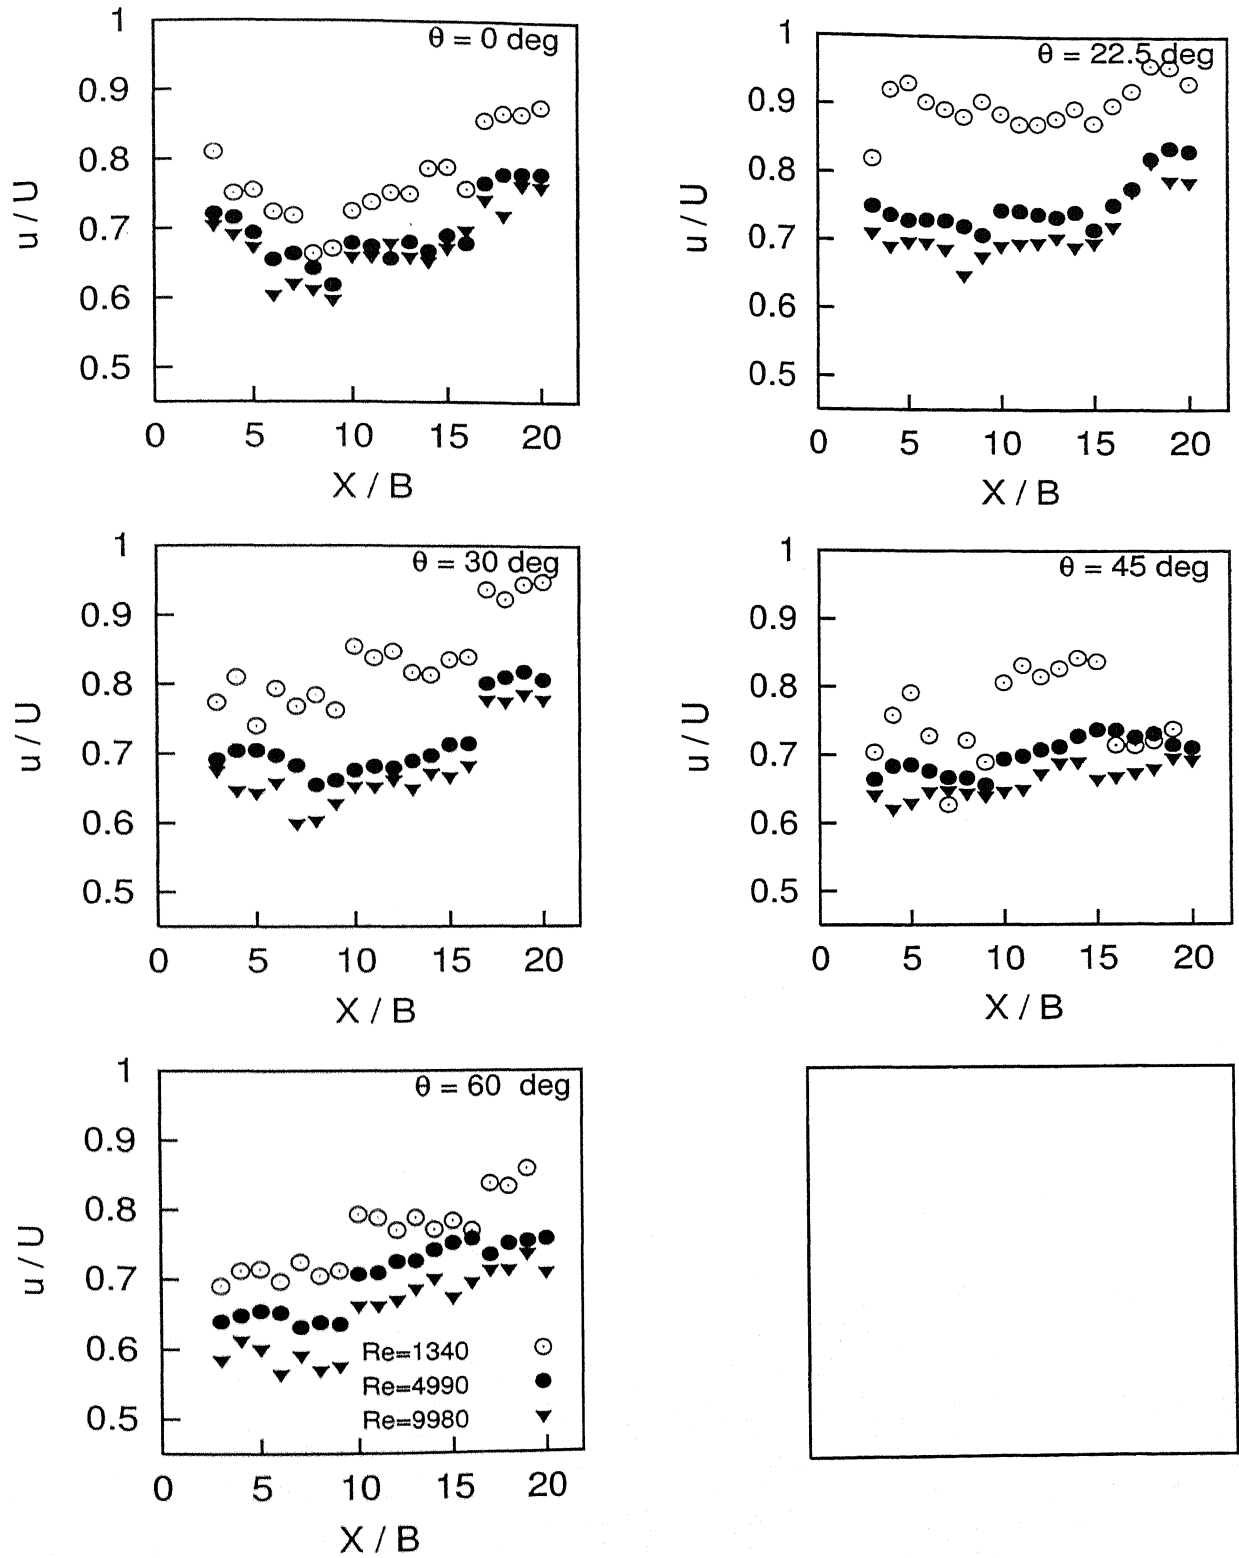 1
θ = 0 deg
0.9
0.8
u / U
0.7
0.6
0.5
0 5 10 15 20
X / B
1
θ = 22.5 deg
0.9
0.8
u / U
0.7
0.6
0.5
0 5 10 15 20
X / B
1
θ = 30 deg
0.9
0.8
u / U
0.7
0.6
0.5
0 5 10 15 20
X / B
1
θ = 45 deg
0.9
0.8
u / U
0.7
0.6
0.5
0 5 10 15 20
X / B
1
θ = 60 deg
0.9
0.8
u / U
0.7
0.6
Re=1340
Re=4990
0.5
Re=9980
0 5 10 15 20
X / B